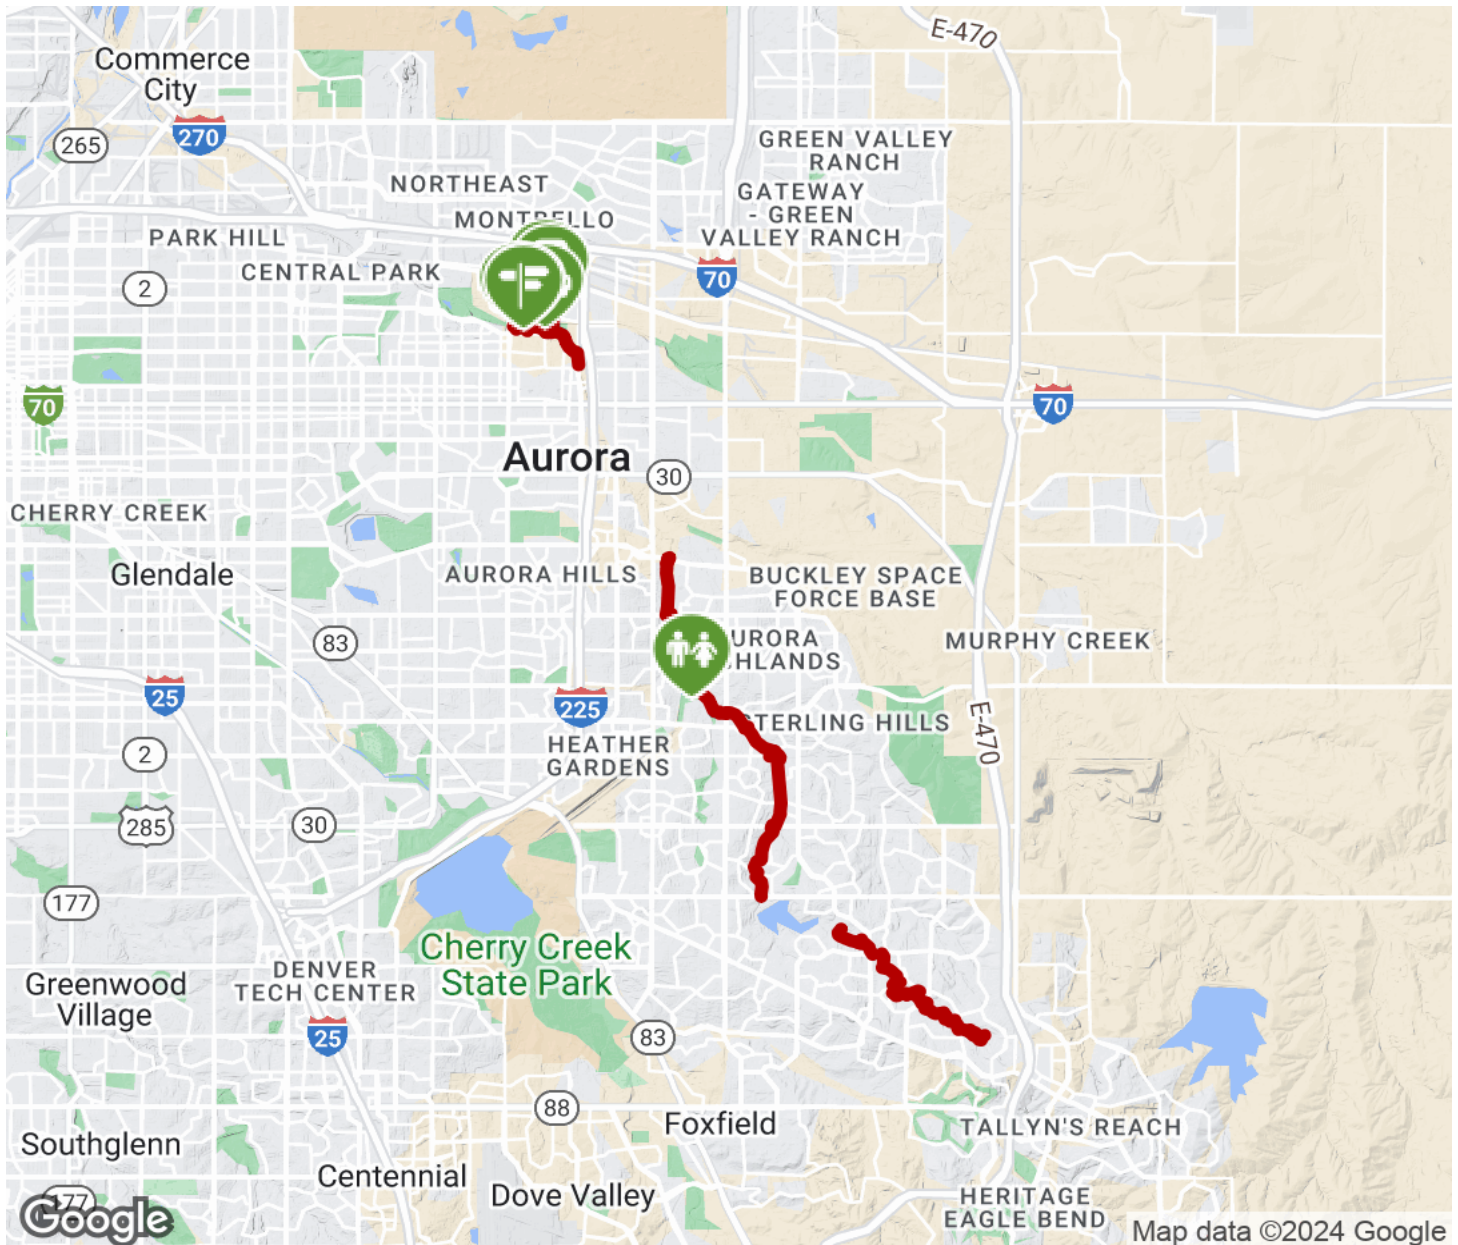 E-470
Commerce
City
270
265
GREEN VALLEY
RANCH
NORTHEAST
GATEWAY
- GREEN
VALLEY RANCH
MONTBELLO
PARK HILL
CENTRAL PARK
70
2
70
70
Aurora
30
CHERRY CREEK
Glendale
AURORA HILLS
BUCKLEY SPACE
FORCE BASE
83
MURPHY CREEK
25
225
STERLING HILLS
E-470
HEATHER
GARDENS
2
285
30
177
Cherry Creek
State Park
DENVER
TECH CENTER
Greenwood
Village
25
83
88
Foxfield
TALLYN'S REACH
Southglenn
Centennial
Dove Valley
HERITAGE
EAGLE BEND
177
Google
Map data ©2024 Google